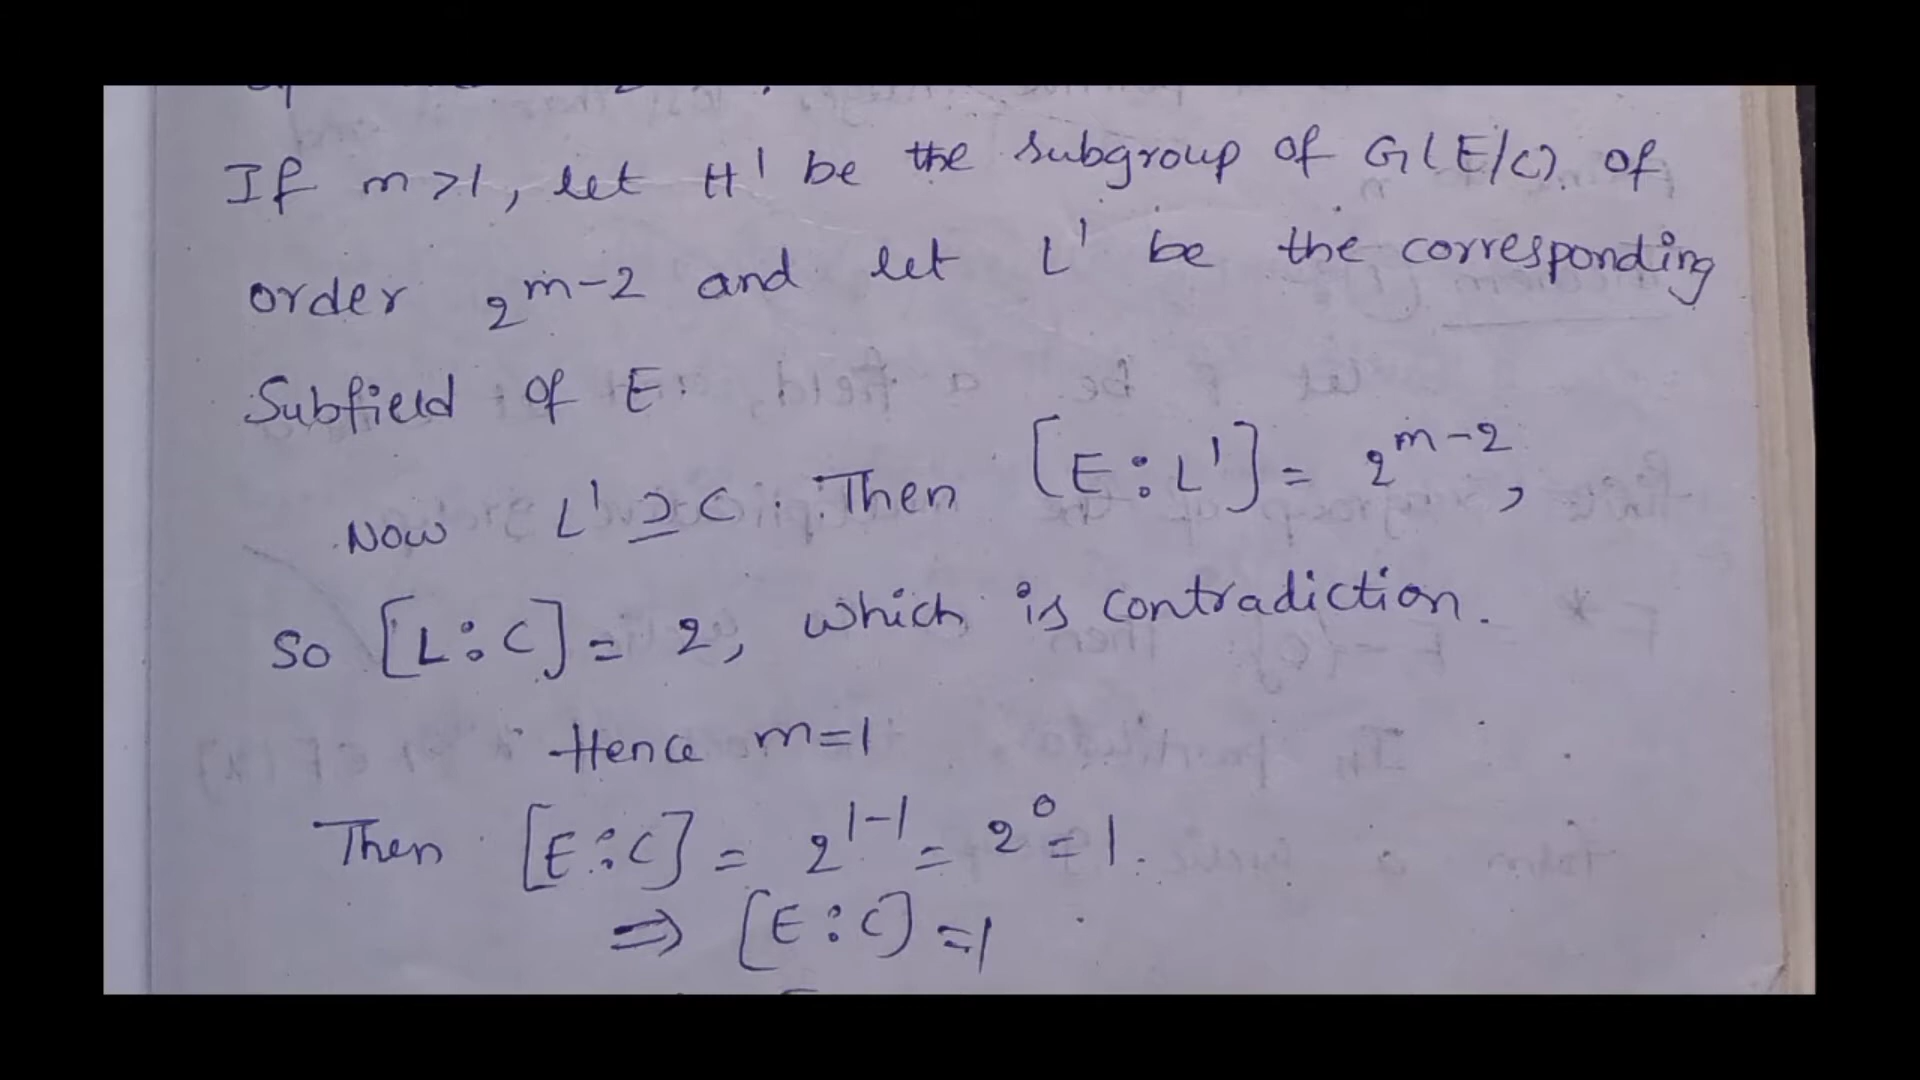 If m>1, let H' be the subgroup of G(E/C) of
order 2^{m-2} and let L' be the corresponding
Subfield of E.
Now L' ⊇ C. Then [E:L'] = 2^{m-2},
So [L:C] = 2, which is contradiction.
Hence m=1
Then [E:C] = 2^{1-1} = 2^0 = 1.
⇒ [E:C] = 1